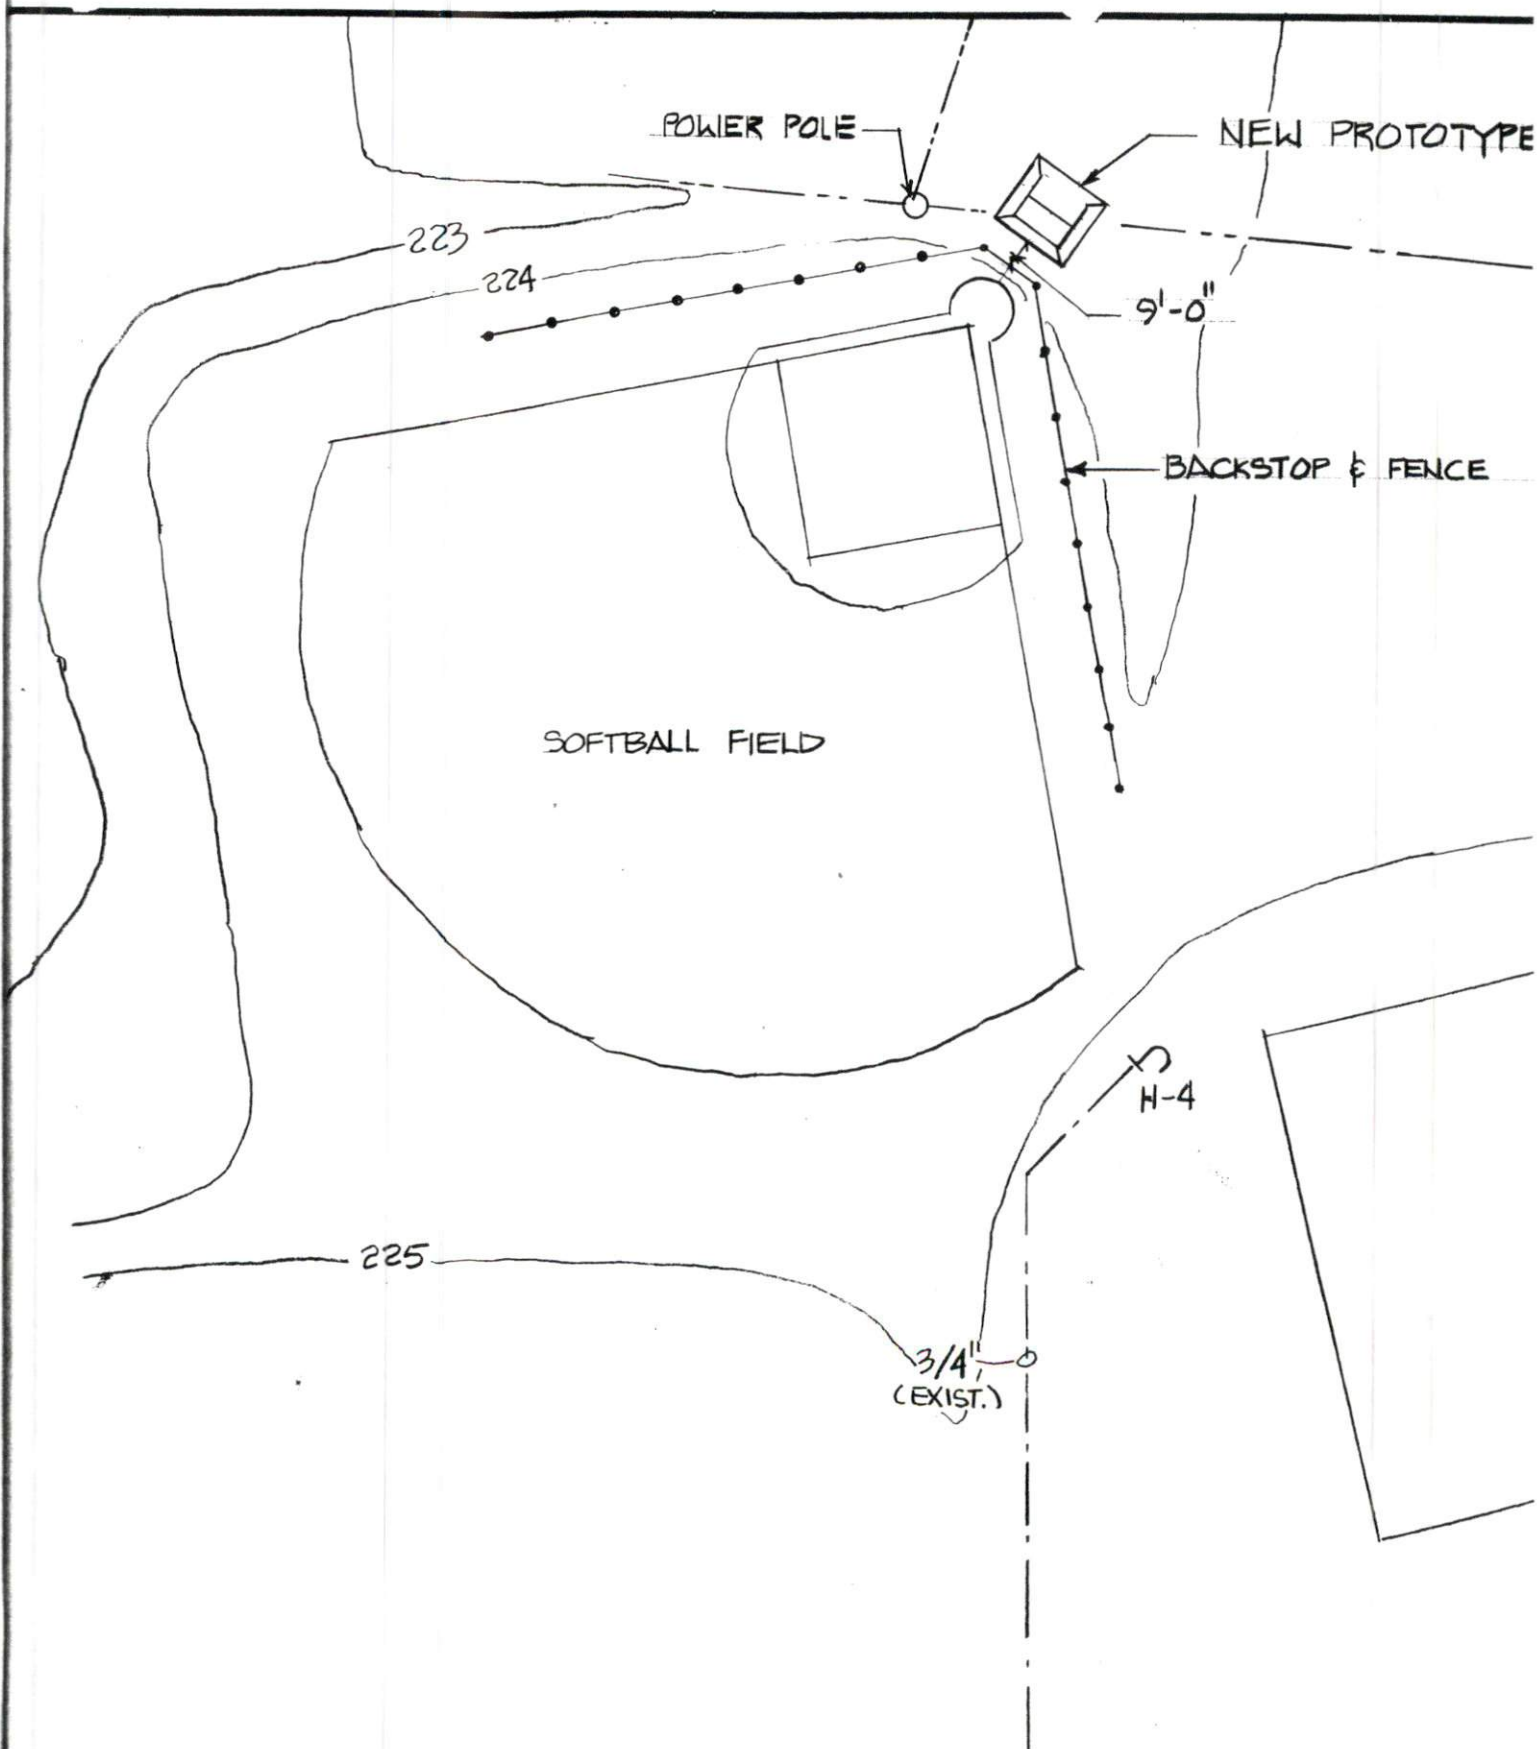 POWER POLE
NEW PROTOTYPE
223
224
9'-0"
BACKSTOP & FENCE
SOFTBALL FIELD
H-4
225
3/4"
(EXIST.)